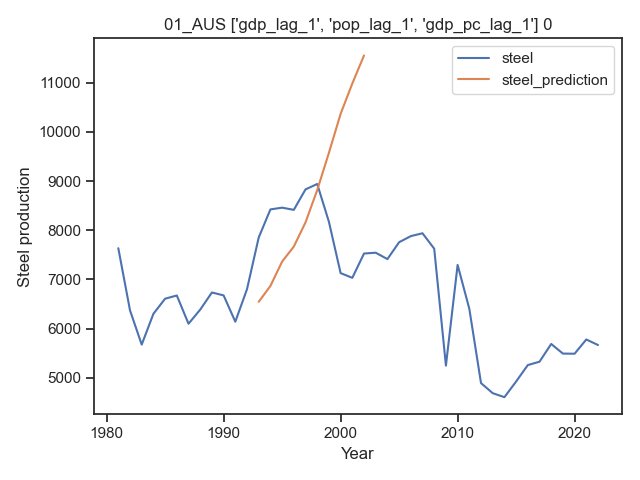 01_AUS ['gdp_lag_1', 'pop_lag_1', 'gdp_pc_lag_1'] 0
steel
steel_prediction
11000
10000
9000
8000
7000
6000
5000
Steel production
1980
1990
2000
2010
2020
Year